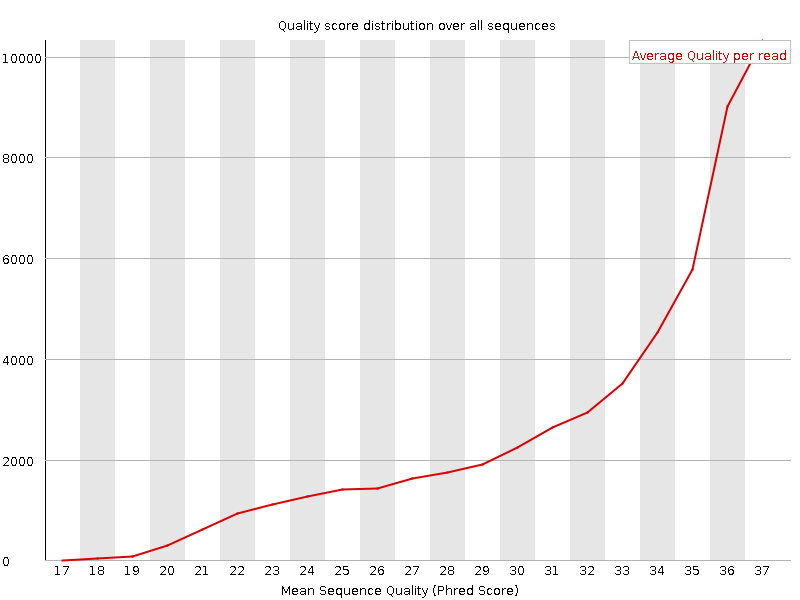 Quality score distribution over all sequences
Average Quality per read
10000
8000
6000
4000
2000
0
17 18 19 20 21 22 23 24 25 26 27 28 29 30 31 32 33 34 35 36 37
Mean Sequence Quality (Phred Score)